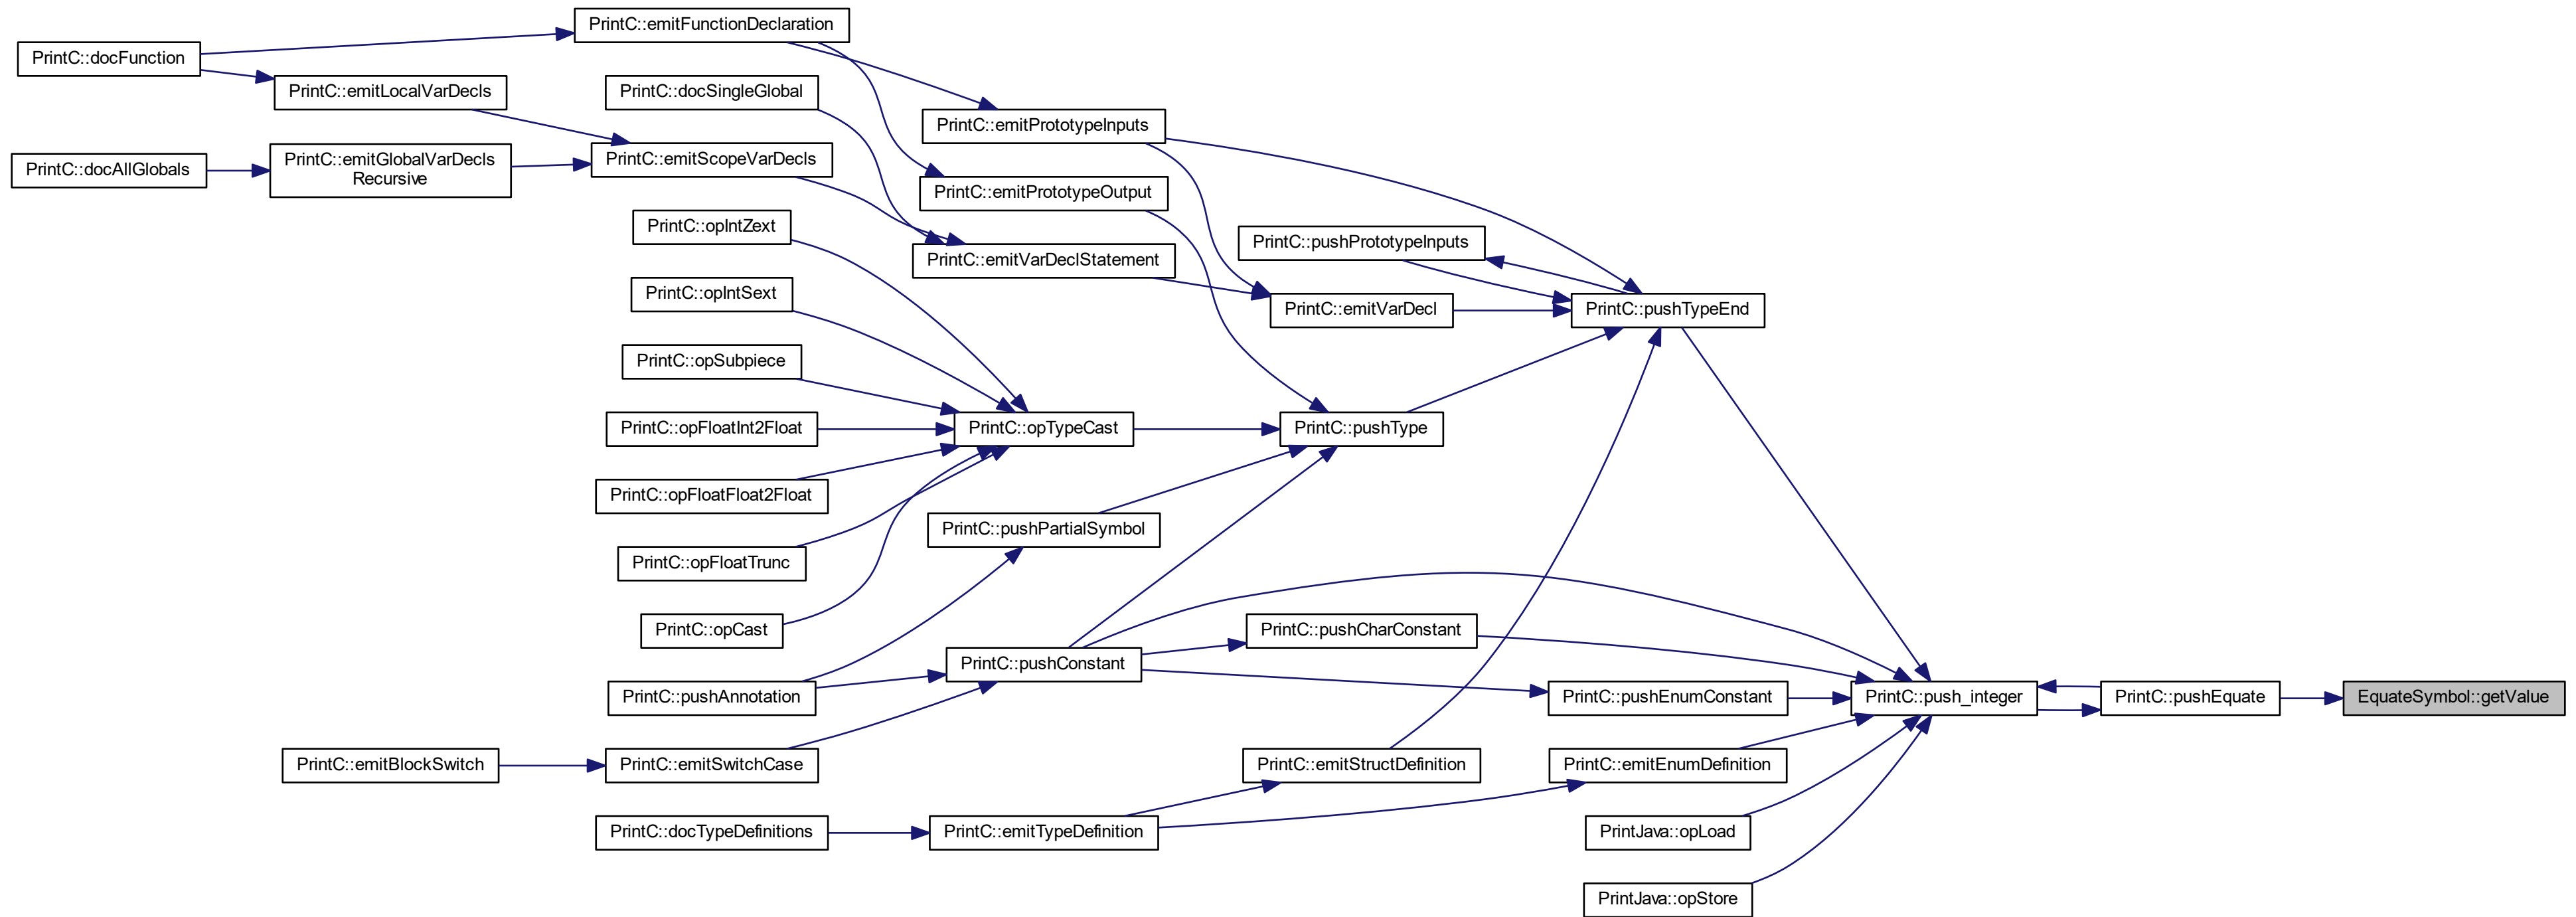 PrintC::emitFunctionDeclaration
PrintC::docFunction
PrintC::emitLocalVarDecls
PrintC::docSingleGlobal
PrintC::emitPrototypeInputs
PrintC::docAllGlobals
PrintC::emitGlobalVarDecls
Recursive
PrintC::emitScopeVarDecls
PrintC::emitPrototypeOutput
PrintC::opIntZext
PrintC::pushPrototypeInputs
PrintC::emitVarDeclStatement
PrintC::opIntSext
PrintC::emitVarDecl
PrintC::pushTypeEnd
PrintC::opSubpiece
PrintC::opFloatInt2Float
PrintC::opTypeCast
PrintC::pushType
PrintC::opFloatFloat2Float
PrintC::pushPartialSymbol
PrintC::opFloatTrunc
PrintC::opCast
PrintC::pushCharConstant
PrintC::pushConstant
PrintC::pushAnnotation
PrintC::pushEnumConstant
PrintC::push_integer
PrintC::pushEquate
EquateSymbol::getValue
PrintC::emitBlockSwitch
PrintC::emitSwitchCase
PrintC::emitStructDefinition
PrintC::emitEnumDefinition
PrintC::docTypeDefinitions
PrintC::emitTypeDefinition
PrintJava::opLoad
PrintJava::opStore